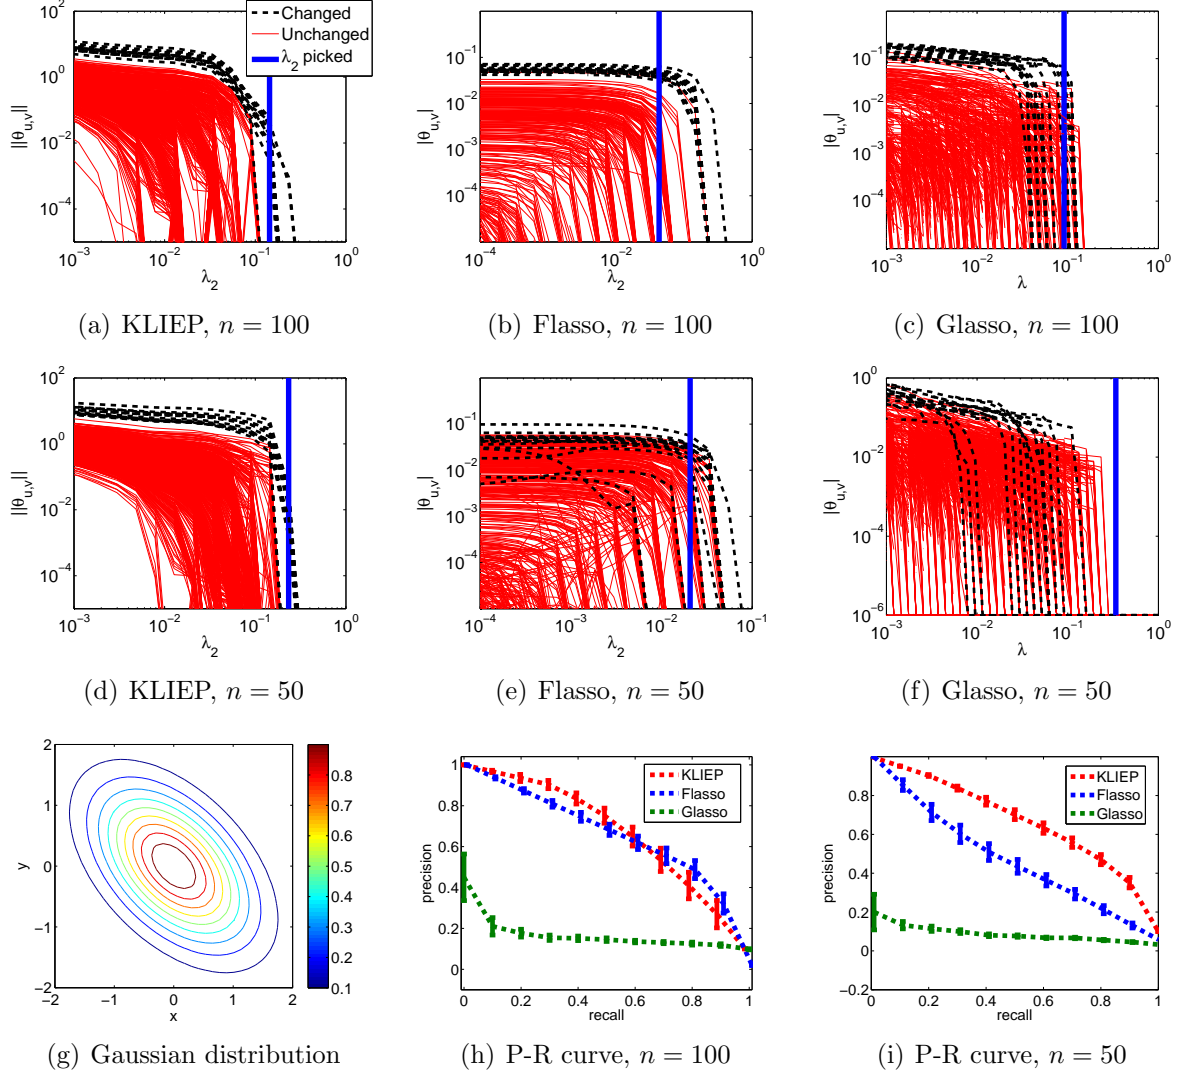 Changed
Unchanged
λ2 picked
||θu,v||
10^2
10^0
10^−2
10^−4
10^−3 10^−2 10^−1 10^0
λ2
(a) KLIEP, n = 100
|θu,v|
10^−1
10^−2
10^−3
10^−4
10^−4 10^−2 10^0
λ2
(b) Flasso, n = 100
|θu,v|
10^−1
10^−2
10^−3
10^−4
10^−3 10^−2 10^−1 10^0
λ
(c) Glasso, n = 100
||θu,v||
10^2
10^0
10^−2
10^−4
10^−3 10^−2 10^−1 10^0
λ2
(d) KLIEP, n = 50
|θu,v|
10^−1
10^−2
10^−3
10^−4
10^−4 10^−3 10^−2 10^−1
λ2
(e) Flasso, n = 50
|θu,v|
10^0
10^−2
10^−4
10^−6
10^−3 10^−2 10^−1 10^0
λ
(f) Glasso, n = 50
y
2
1
0
−1
−2
−2 −1 0 1 2
x
0.8
0.7
0.6
0.5
0.4
0.3
0.2
0.1
(g) Gaussian distribution
precision
1
0.8
0.6
0.4
0.2
0
0 0.2 0.4 0.6 0.8 1
recall
KLIEP
Flasso
Glasso
(h) P-R curve, n = 100
precision
1
0.8
0.6
0.4
0.2
0
−0.2
0 0.2 0.4 0.6 0.8 1
recall
KLIEP
Flasso
Glasso
(i) P-R curve, n = 50